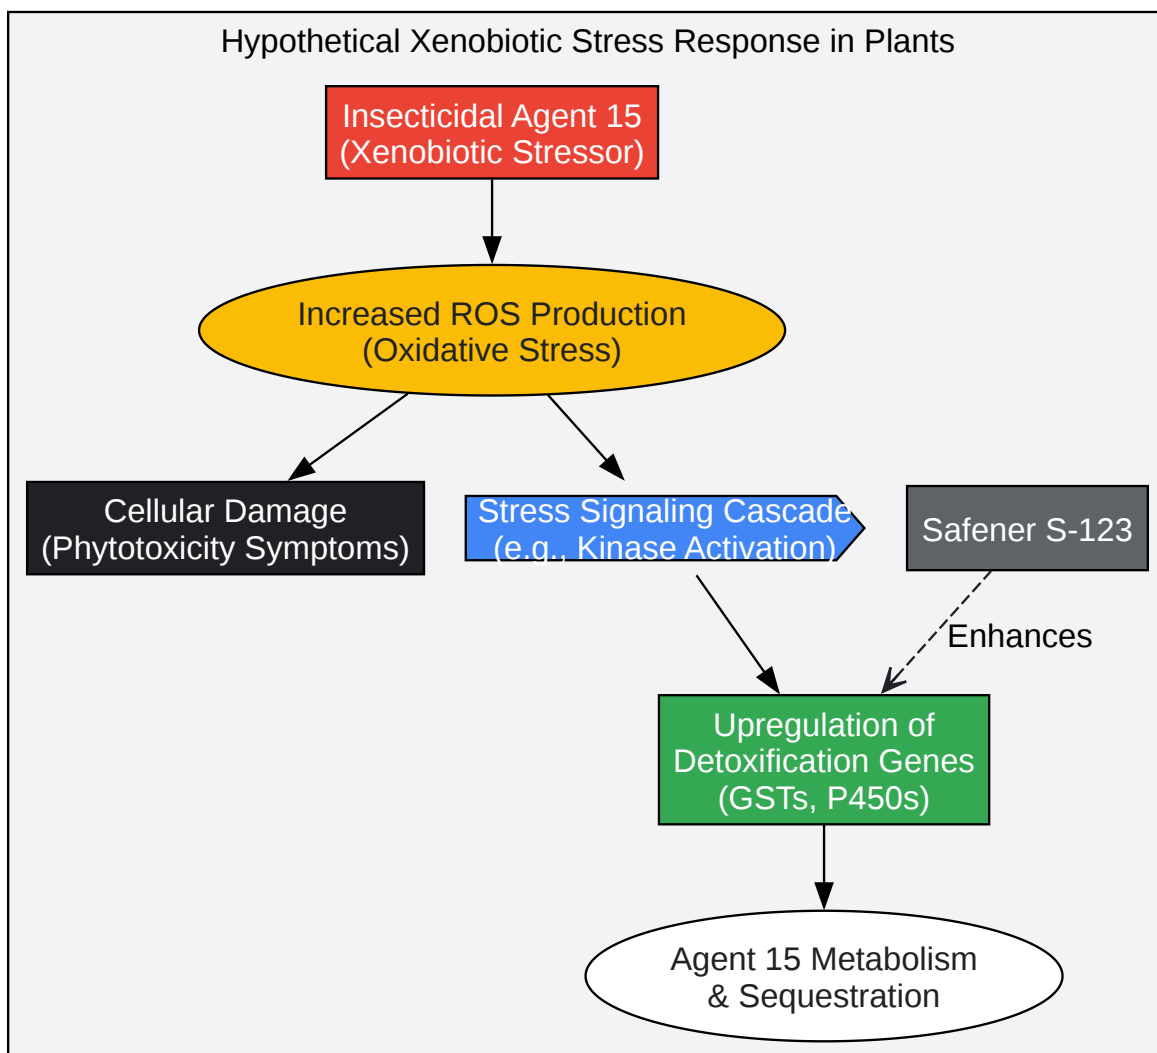 Hypothetical Xenobiotic Stress Response in Plants
Insecticidal Agent 15
(Xenobiotic Stressor)
Increased ROS Production
(Oxidative Stress)
Cellular Damage
(Phytotoxicity Symptoms)
Stress Signaling Cascade
(e.g., Kinase Activation)
Safener S-123
Enhances
Upregulation of
Detoxification Genes
(GSTs, P450s)
Agent 15 Metabolism
& Sequestration